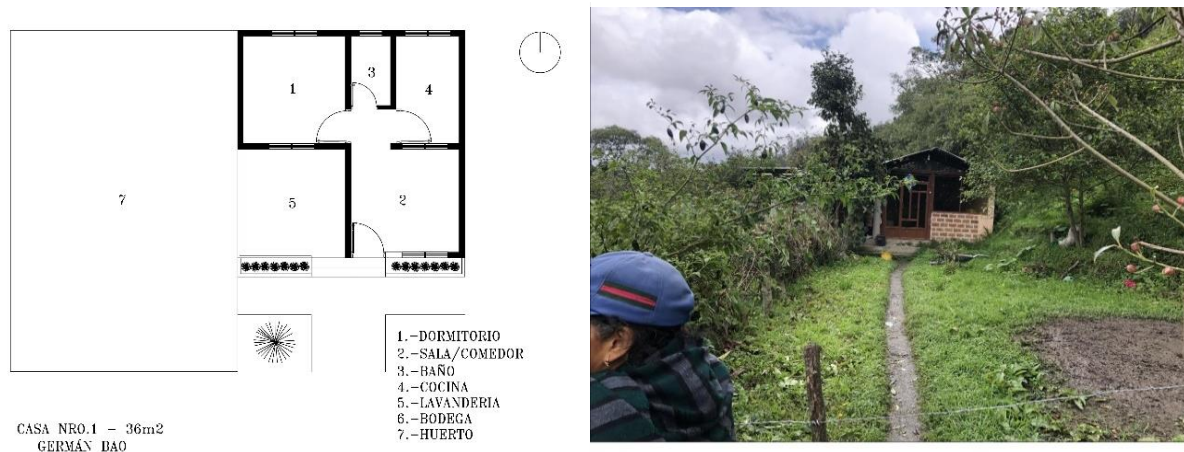 1
3
4
7
5
2
1.-DORMITORIO
2.-SALA/COMEDOR
3.-BAÑO
4.-COCINA
5.-LAVANDERIA
6.-BODEGA
7.-HUERTO
CASA NRO.1 - 36m2
GERMÁN BAO